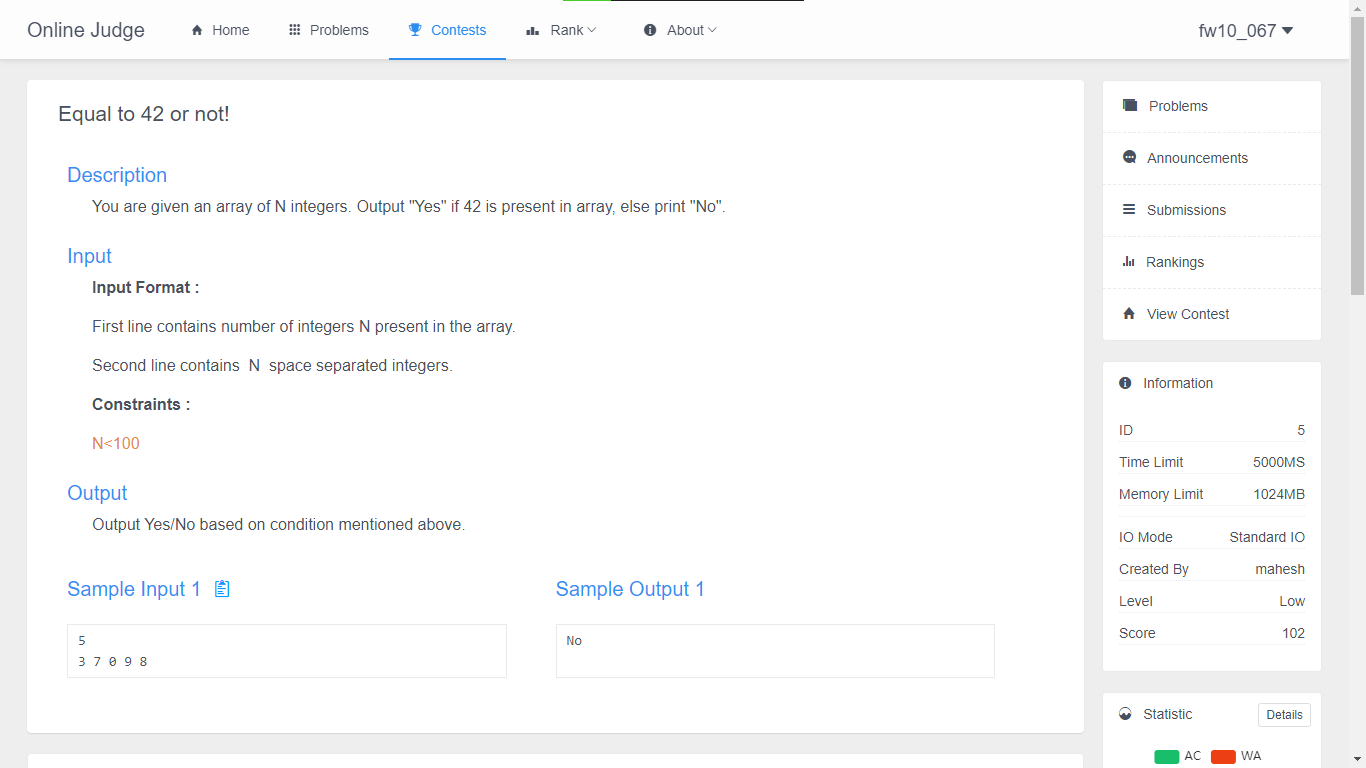 Online Judge Home Problems Contests Rank About fw10_067
Equal to 42 or not!
Description
You are given an array of N integers. Output "Yes" if 42 is present in array, else print "No".
Input
Input Format :
First line contains number of integers N present in the array.
Second line contains  N  space separated integers.
Constraints :
N<100
Output
Output Yes/No based on condition mentioned above.
Sample Input 1
5
3 7 0 9 8
Sample Output 1
No
Problems
Announcements
Submissions
Rankings
View Contest
Information
ID 5
Time Limit 5000MS
Memory Limit 1024MB
IO Mode Standard IO
Created By mahesh
Level Low
Score 102
Statistic Details
AC WA